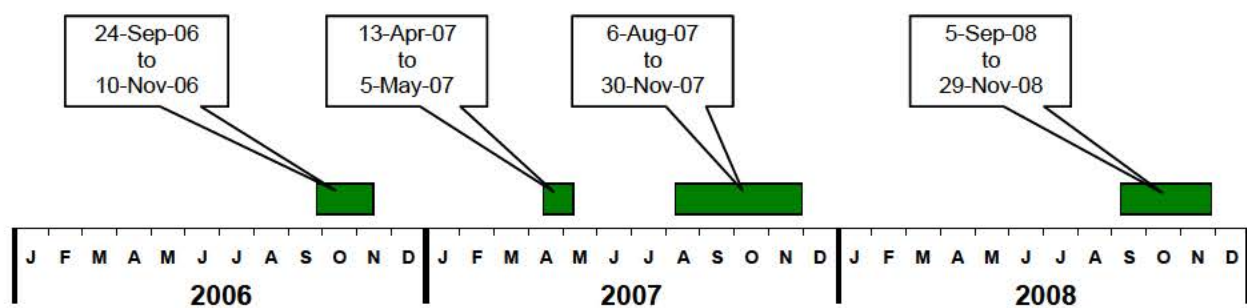 24-Sep-06
to
10-Nov-06
13-Apr-07
to
5-May-07
6-Aug-07
to
30-Nov-07
5-Sep-08
to
29-Nov-08
J F M A M J J A S O N D J F M A M J J A S O N D J F M A M J J A S O N D
2006 2007 2008